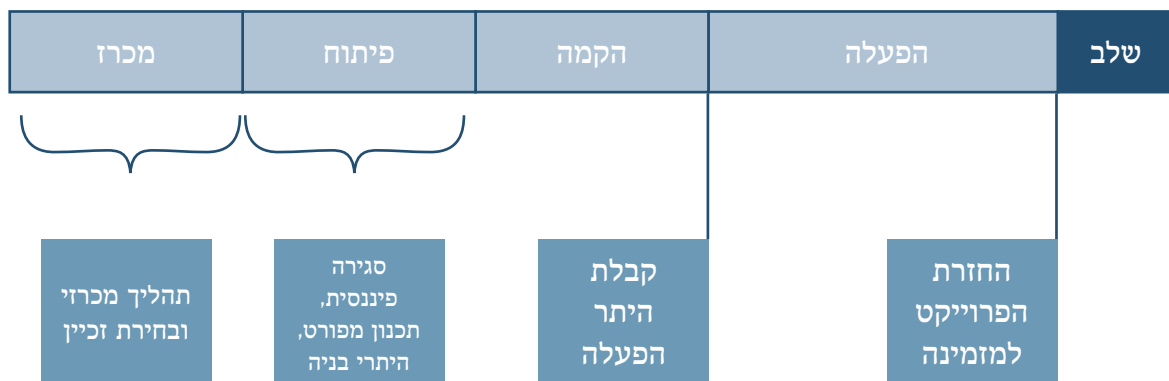 שלב
הפעלה
הקמה
פיתוח
מכרז
החזרת
הפרוייקט
למזמינה
קבלת
היתר
הפעלה
סגירה
פיננסית,
תכנון מפורט,
היתרי בניה
תהליך מכרזי
ובחירת זכיין